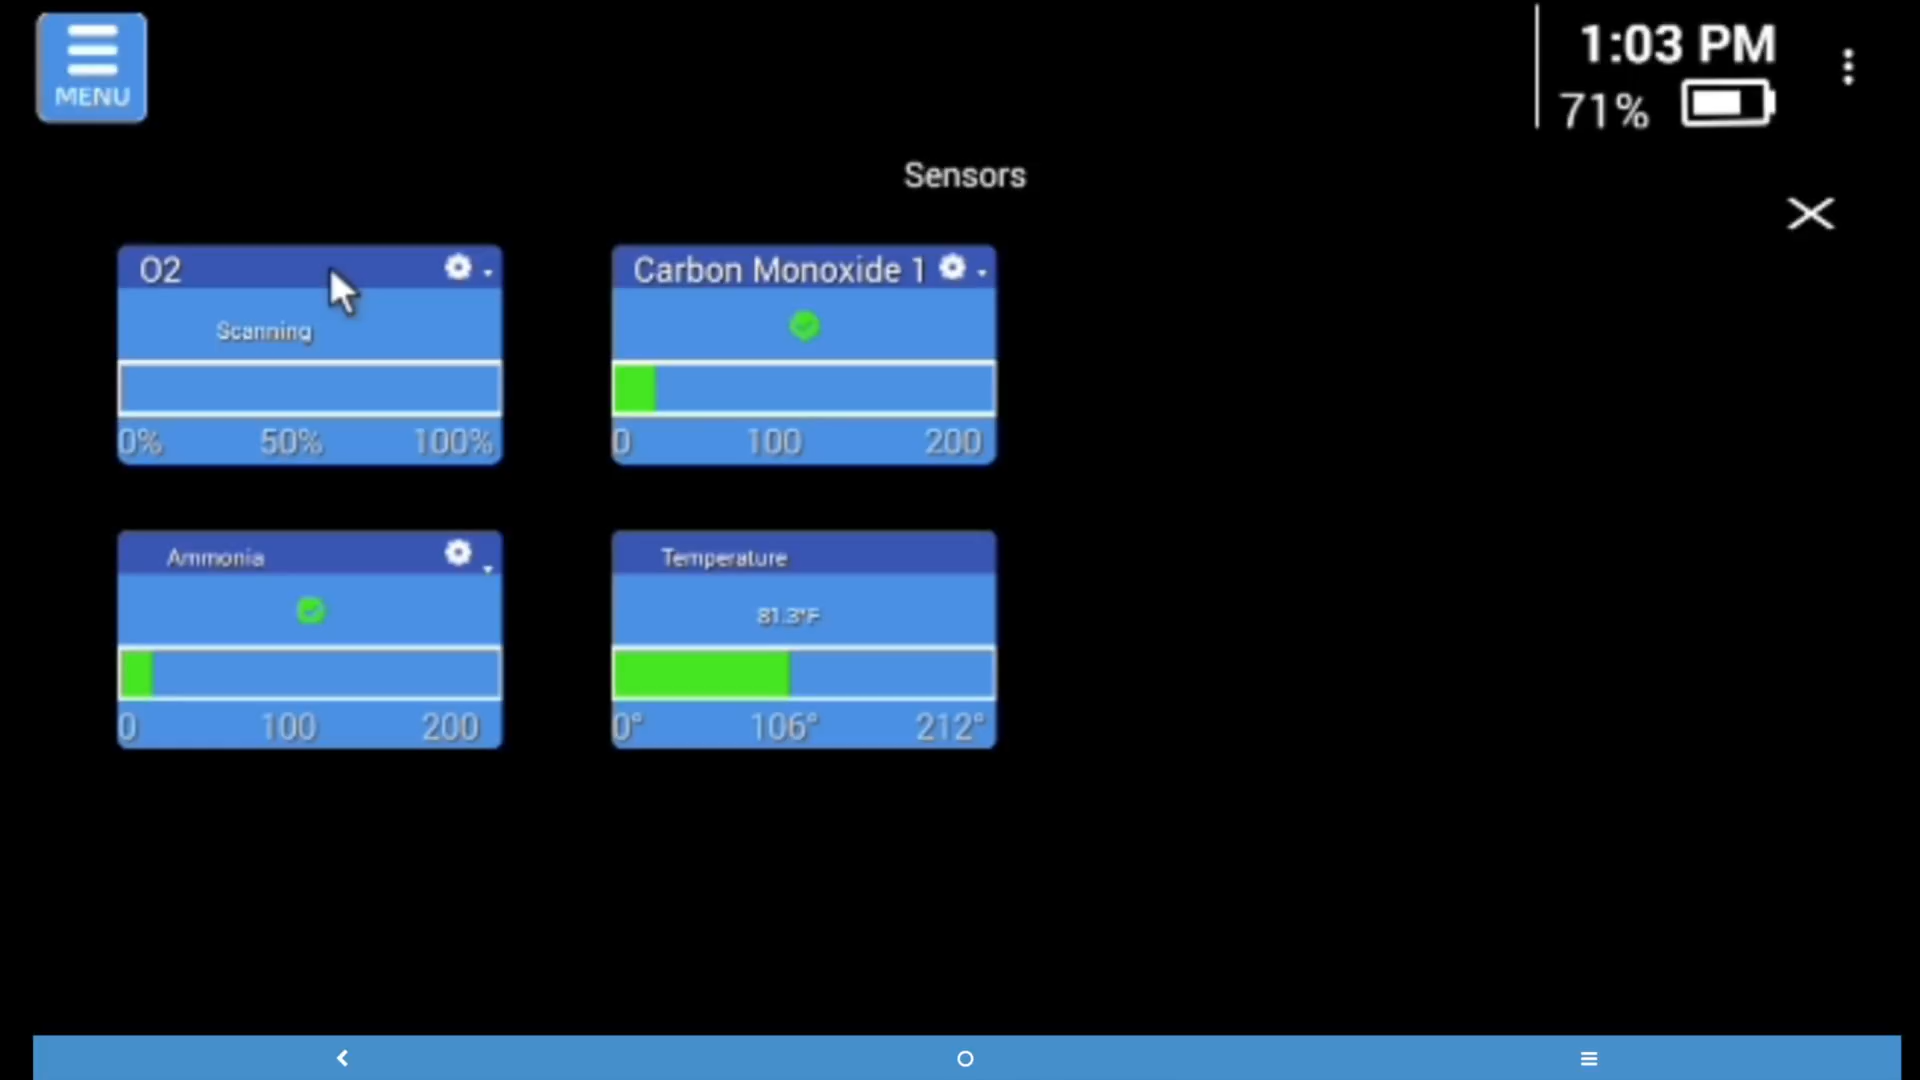 MENU
1:03 PM
71%
Sensors
O2
Scanning
0% 50% 100%
Carbon Monoxide 1
0 100 200
Ammonia
0 100 200
Temperature
81.3°F
0° 106° 212°